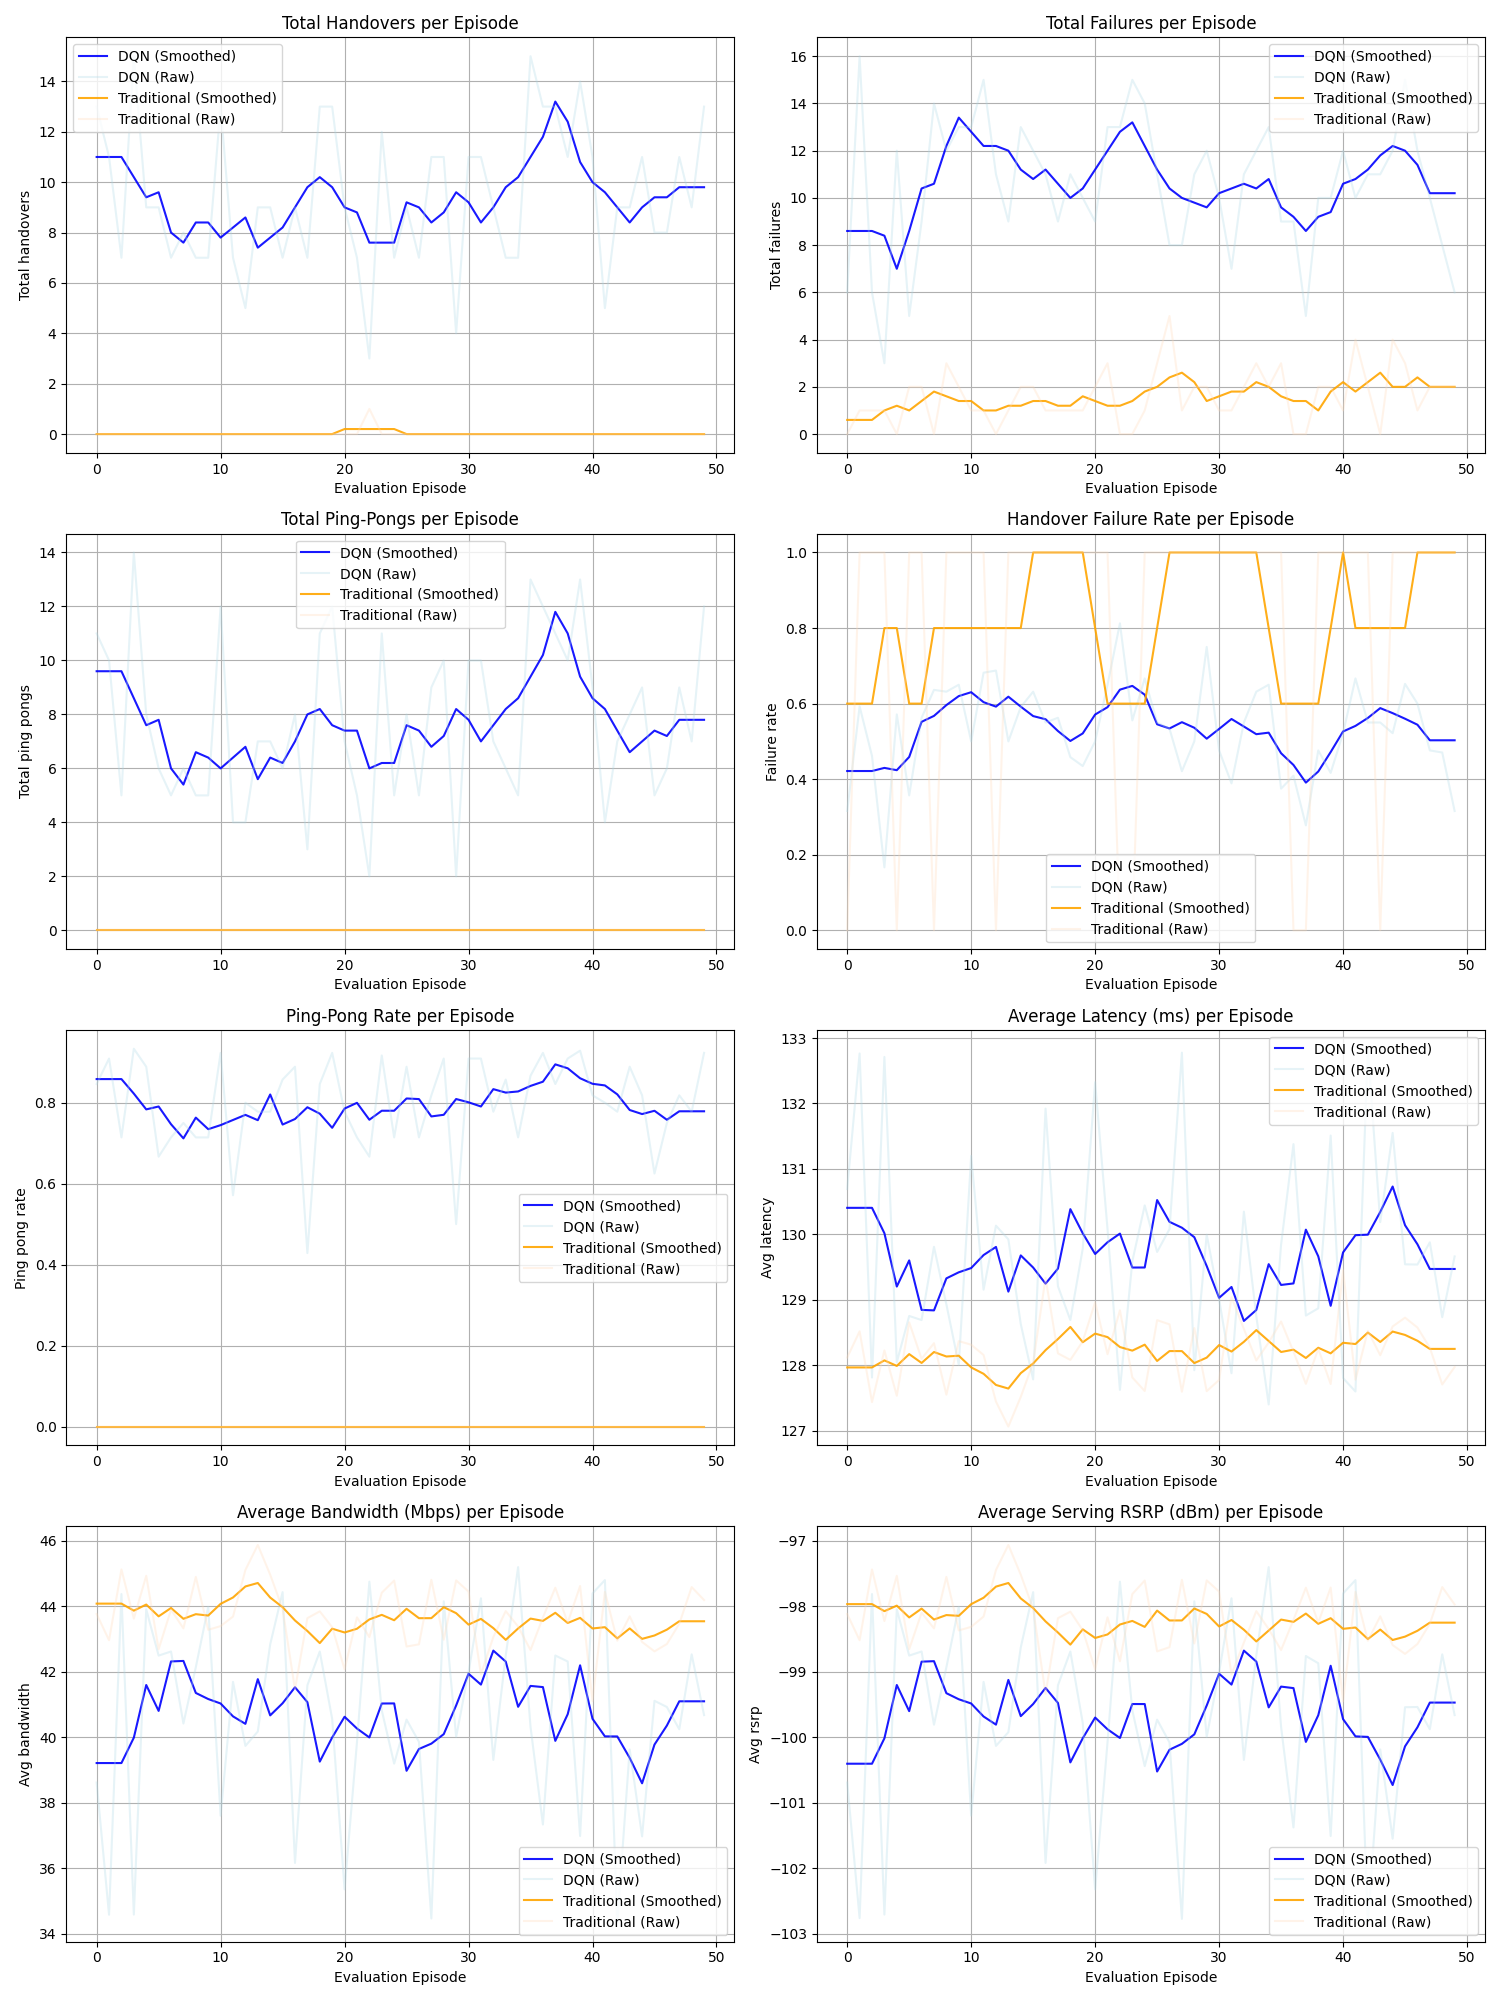 Total Handovers per Episode
DQN (Smoothed)
DQN (Raw)
Traditional (Smoothed)
Traditional (Raw)
14
12
10
8
6
4
2
0
Total handovers
0 10 20 30 40 50
Evaluation Episode
Total Failures per Episode
DQN (Smoothed)
DQN (Raw)
Traditional (Smoothed)
Traditional (Raw)
16
14
12
10
8
6
4
2
0
Total failures
0 10 20 30 40 50
Evaluation Episode
Total Ping-Pongs per Episode
DQN (Smoothed)
DQN (Raw)
Traditional (Smoothed)
Traditional (Raw)
14
12
10
8
6
4
2
0
Total ping pongs
0 10 20 30 40 50
Evaluation Episode
Handover Failure Rate per Episode
1.0
0.8
0.6
0.4
0.2
0.0
Failure rate
DQN (Smoothed)
DQN (Raw)
Traditional (Smoothed)
Traditional (Raw)
0 10 20 30 40 50
Evaluation Episode
Ping-Pong Rate per Episode
0.8
0.6
0.4
0.2
0.0
Ping pong rate
DQN (Smoothed)
DQN (Raw)
Traditional (Smoothed)
Traditional (Raw)
0 10 20 30 40 50
Evaluation Episode
Average Latency (ms) per Episode
DQN (Smoothed)
DQN (Raw)
Traditional (Smoothed)
Traditional (Raw)
133
132
131
130
129
128
127
Avg latency
0 10 20 30 40 50
Evaluation Episode
Average Bandwidth (Mbps) per Episode
46
44
42
40
38
36
34
Avg bandwidth
DQN (Smoothed)
DQN (Raw)
Traditional (Smoothed)
Traditional (Raw)
0 10 20 30 40 50
Evaluation Episode
Average Serving RSRP (dBm) per Episode
−97
−98
−99
−100
−101
−102
−103
Avg rsrp
DQN (Smoothed)
DQN (Raw)
Traditional (Smoothed)
Traditional (Raw)
0 10 20 30 40 50
Evaluation Episode